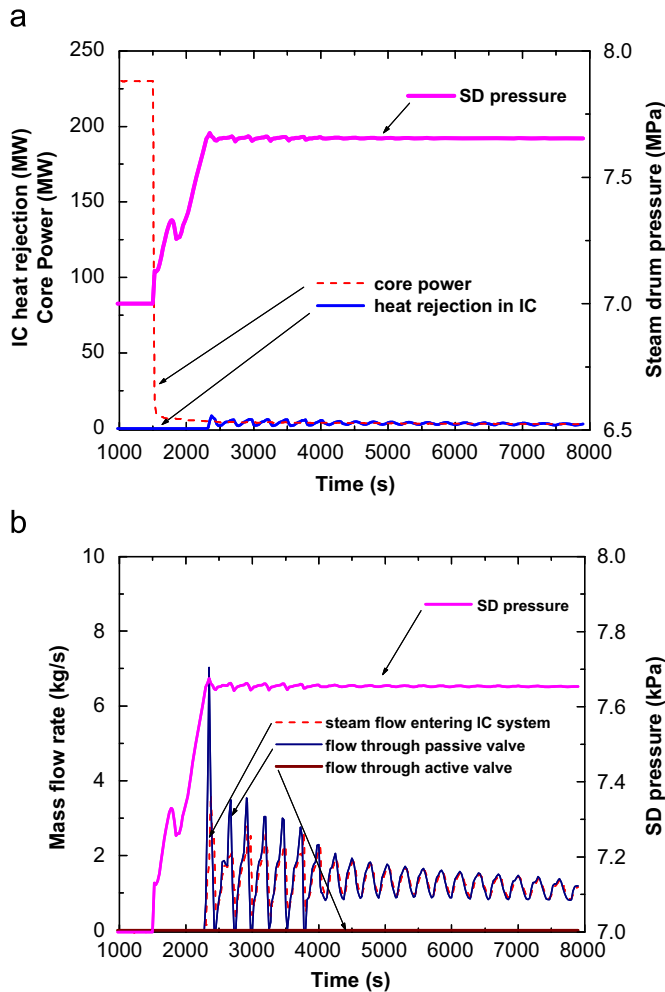 a
250
200
150
100
50
0
IC heat rejection (MW)
Core Power (MW)
8.0
7.5
7.0
6.5
Steam drum pressure (MPa)
SD pressure
core power
heat rejection in IC
1000 2000 3000 4000 5000 6000 7000 8000
Time (s)
b
10
8
6
4
2
0
Mass flow rate (kg/s)
8.0
7.8
7.6
7.4
7.2
7.0
SD pressure (kPa)
SD pressure
steam flow entering IC system
flow through passive valve
flow through active valve
1000 2000 3000 4000 5000 6000 7000 8000
Time (s)